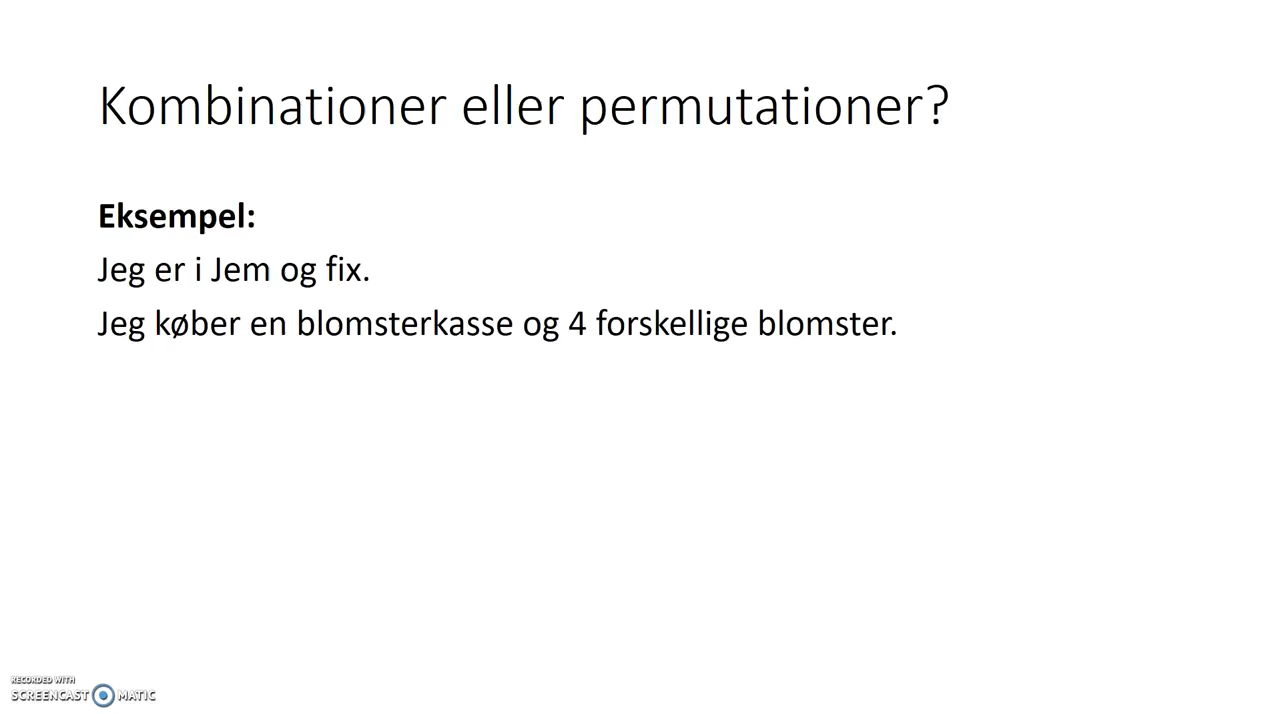 Kombinationer eller permutationer?
Eksempel:
Jeg er i Jem og fix.
Jeg køber en blomsterkasse og 4 forskellige blomster.
RECORDED WITH
SCREENCAST MATIC